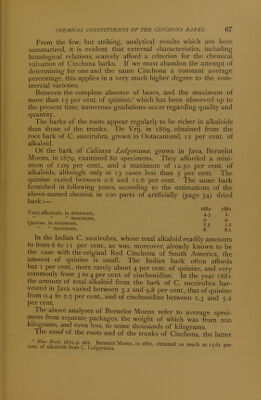 CHEMICAL CONSTITUENTS OF THE CINCHONA BARKS. 67
From the few, but striking, analytical results which are here
summarized, it is evident that external characteristics, including
histological relations, scarcely afford a criterion for the chemical
valuation of Cinchona barks. If we must abandon the attempt of
determining for one and the same Cinchona a constant average
percentage, this applies in a very much higher degree to the com-
mercial varieties.
Between the complete absence of bases, and the maximum of
more than 13 per cent. of quinine,¹ which has been observed up to
the present time, numerous gradations occur regarding quality and
quantity.
The barks of the roots appear regularly to be richer in alkaloids
than those of the trunks. De Vrij, in 1869, obtained from the
root bark of C. succirubra, grown in Ootacamund, 12 per cent. of
alkaloid.
Of the bark of Calisaya Ledgeriana, grown in Java, Bernelot
Moens, in 1879, examined 80 specimens. They afforded a mini-
mum of 1.09 per cent., and a maximum of 12.50 per cent. of
alkaloids, although only in 13 cases less than 5 per cent. The
quinine varied between 0.8 and 11.6 per cent. The same bark
furnished in following years, according to the estimations of the
above-named chemist, in 100 parts of artificially (page 34) dried
bark:—
1880 1881
Total alkaloids, in minimum, 4.3 2.
" " maximum, 9. 9.
Quinine, in minimum, 2.3 1.2
" " maximum, 8. 8.2
In the Indian C. succirubra, whose total alkaloid readily amounts
to from 6 to 11 per cent., as was, moreover, already known to be
the case with the original Red Cinchona of South America, the
amount of quinine is small. The Indian bark often affords
but 1 per cent., more rarely about 4 per cent. of quinine, and very
commonly from 3 to 4 per cent. of cinchonidine. In the year 1881
the amount of total alkaloid from the bark of C. succirubra har-
vested in Java varied between 3.2 and 9.8 per cent., that of quinine
from 0.4 to 2.5 per cent., and of cinchonidine between 1.3 and 5.2
per cent.
The above analyses of Bernelot Moens refer to average speci-
mens from separate packages, the weight of which was from 200
kilograms, and even less, to some thousands of kilograms.
The wood of the roots and of the trunks of Cinchona, the latter
¹ Blue Book, 1872, p. 382. Bernelot Moens, in 1882, obtained as much as 13.61 per
cent. of alkaloids from C. Ledgeriana.